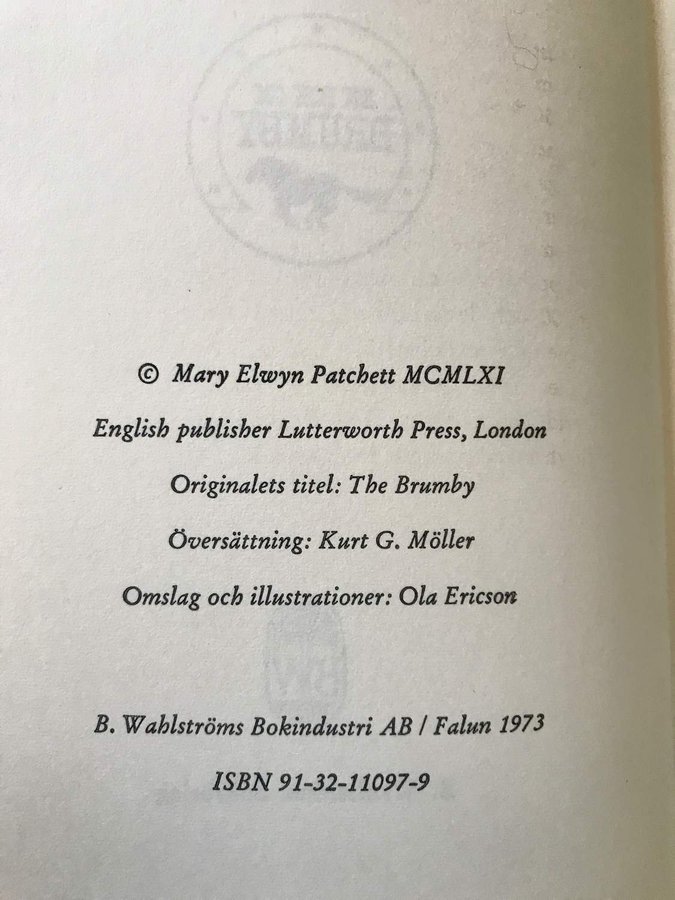 © Mary Elwyn Patchett MCMLXI
English publisher Lutterworth Press, London
Originalets titel: The Brumby
Översättning: Kurt G. Möller
Omslag och illustrationer: Ola Ericson
B. Wahlströms Bokindustri AB / Falun 1973
ISBN 91-32-11097-9